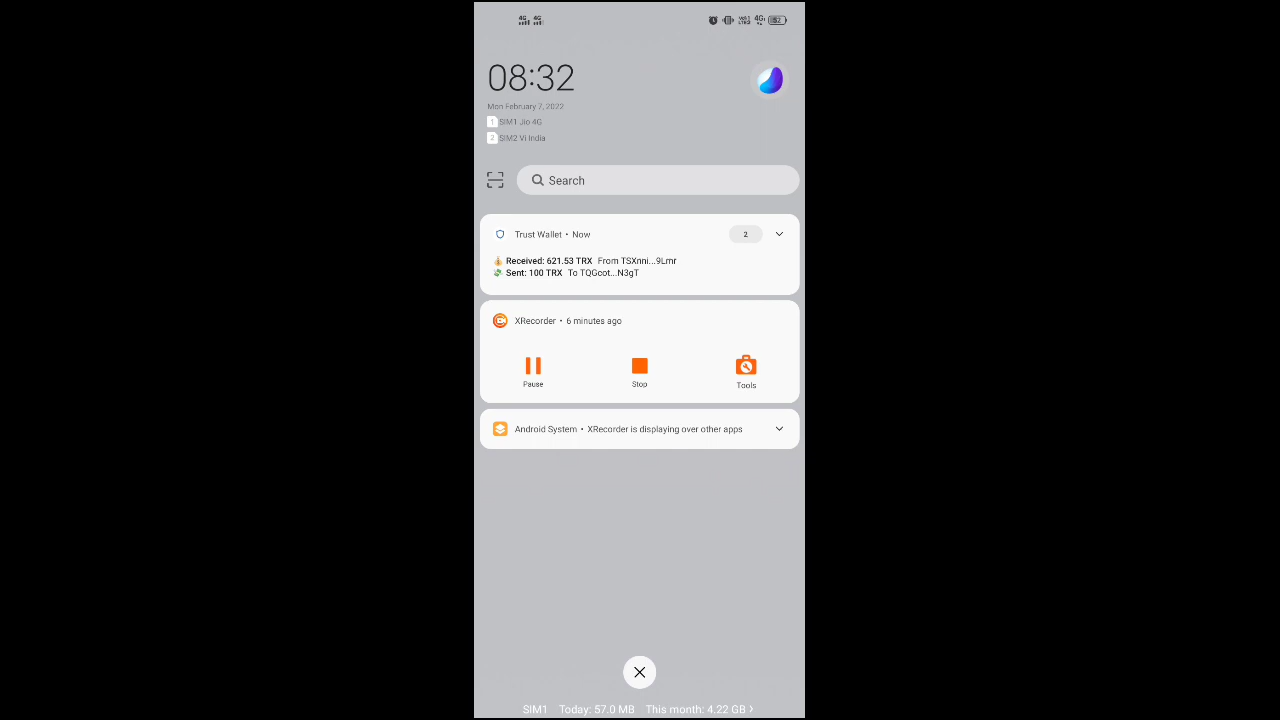 4G 4G
4G 52
08:32
Mon February 7, 2022
1 SIM1 Jio 4G
2 SIM2 Vi India
Search
Trust Wallet • Now 2
Received: 621.53 TRX From TSXnni...9Lmr
Sent: 100 TRX To TQGcot...N3gT
XRecorder • 6 minutes ago
Pause Stop Tools
Android System • XRecorder is displaying over other apps
SIM1 Today: 57.0 MB This month: 4.22 GB